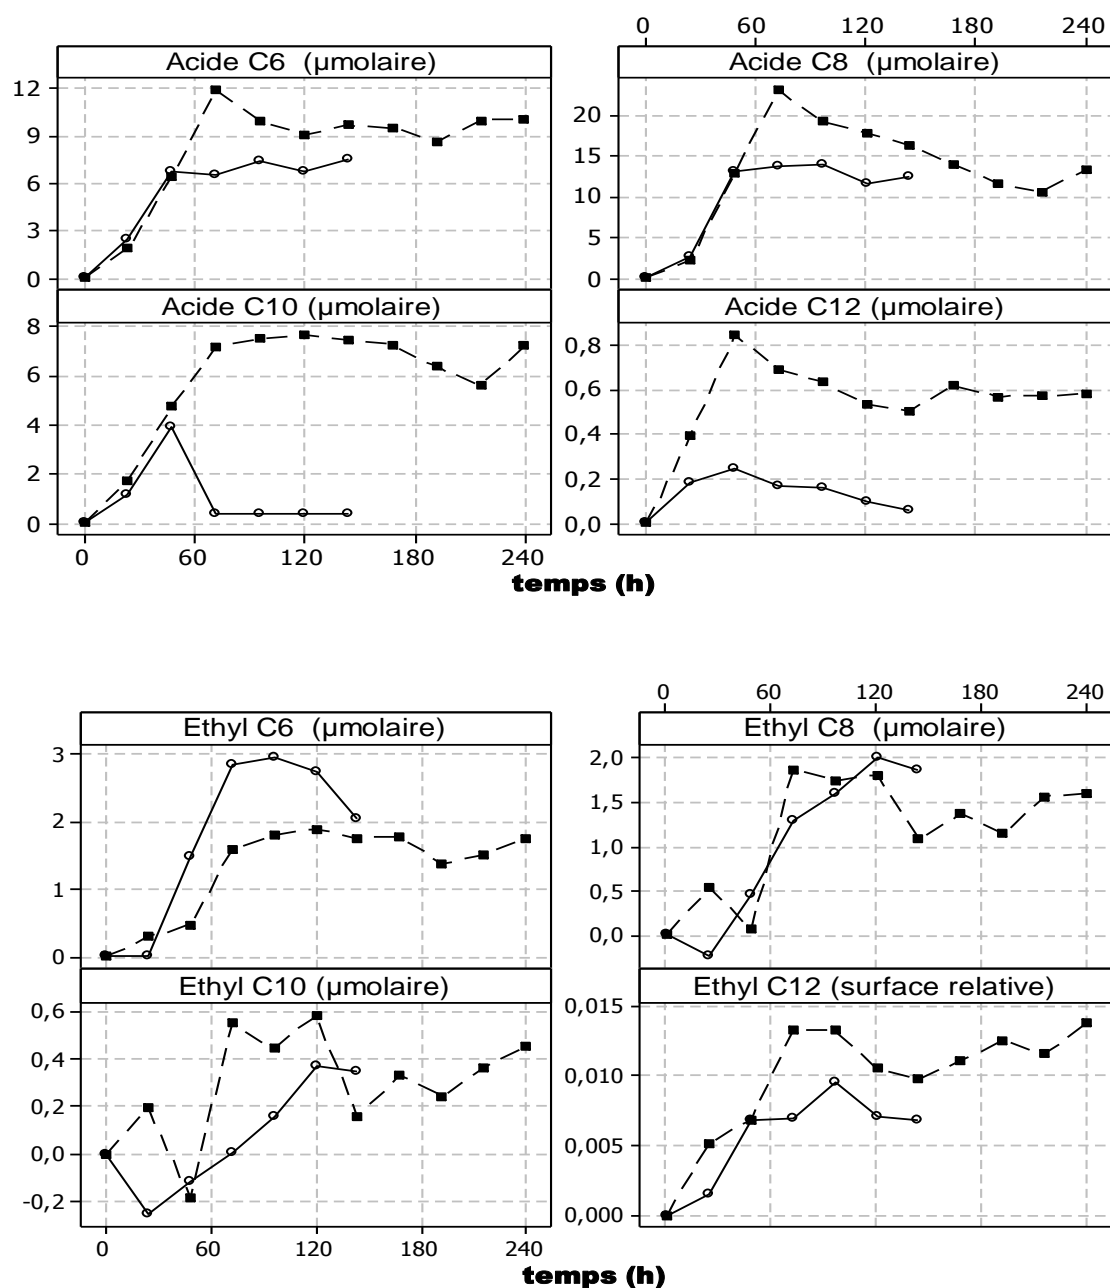 0 60 120 180 240
Acide C6 (µmolaire)
12
9
6
3
0
Acide C8 (µmolaire)
20
15
10
5
0
Acide C10 (µmolaire)
8
6
4
2
0
Acide C12 (µmolaire)
0,8
0,6
0,4
0,2
0,0
0 60 120 180 240
temps (h)
0 60 120 180 240
Ethyl C6 (µmolaire)
3
2
1
0
Ethyl C8 (µmolaire)
2,0
1,5
1,0
0,5
0,0
Ethyl C10 (µmolaire)
0,6
0,4
0,2
0,0
-0,2
Ethyl C12 (surface relative)
0,015
0,010
0,005
0,000
0 60 120 180 240
temps (h)